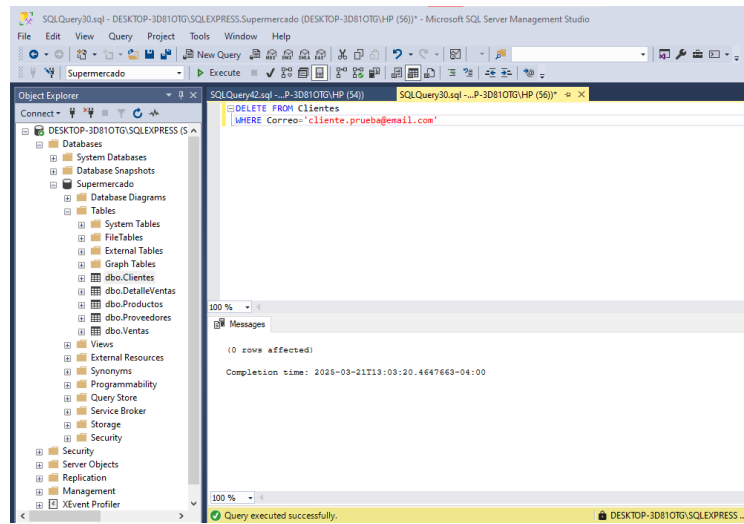 SQLQuery30.sql - DESKTOP-3D81OTG\SQLEXPRESS.Supermercado (DESKTOP-3D81OTG\HP (56))* - Microsoft SQL Server Management Studio
File Edit View Query Project Tools Window Help
New Query
Supermercado
Execute
Object Explorer
SQLQuery42.sql -...P-3D81OTG\HP (54))
SQLQuery30.sql -...P-3D81OTG\HP (56))*
Connect
DELETE FROM Clientes
WHERE Correo='cliente.prueba@email.com'
DESKTOP-3D81OTG\SQLEXPRESS (S
Databases
System Databases
Database Snapshots
Supermercado
Database Diagrams
Tables
System Tables
FileTables
External Tables
Graph Tables
dbo.Clientes
dbo.DetalleVentas
dbo.Productos
dbo.Proveedores
dbo.Ventas
Views
External Resources
Synonyms
Programmability
Query Store
Service Broker
Storage
Security
Security
Server Objects
Replication
Management
XEvent Profiler
100 %
Messages
(0 rows affected)
Completion time: 2025-03-21T13:03:20.4647663-04:00
100 %
Query executed successfully.
DESKTOP-3D81OTG\SQLEXPRESS ...